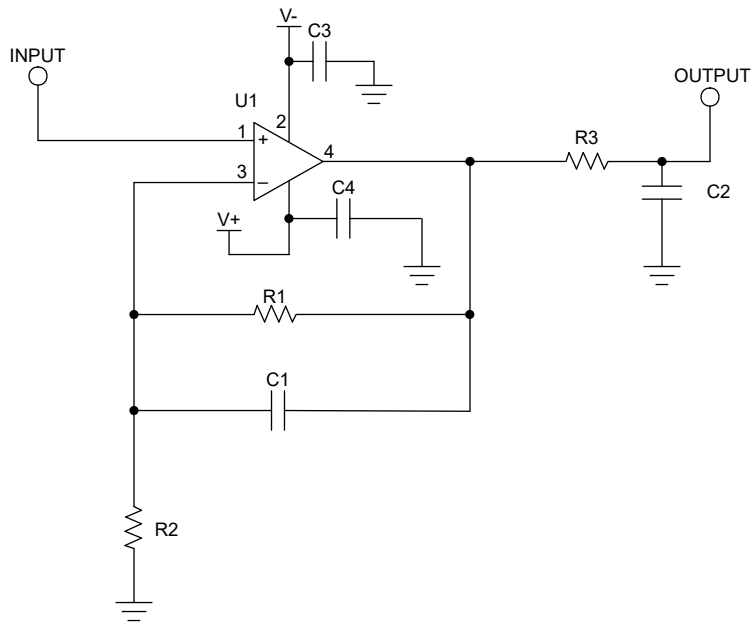 V-
C3
INPUT
OUTPUT
U1
2
1
+
R3
4
3
–
C4
C2
V+
R1
C1
R2